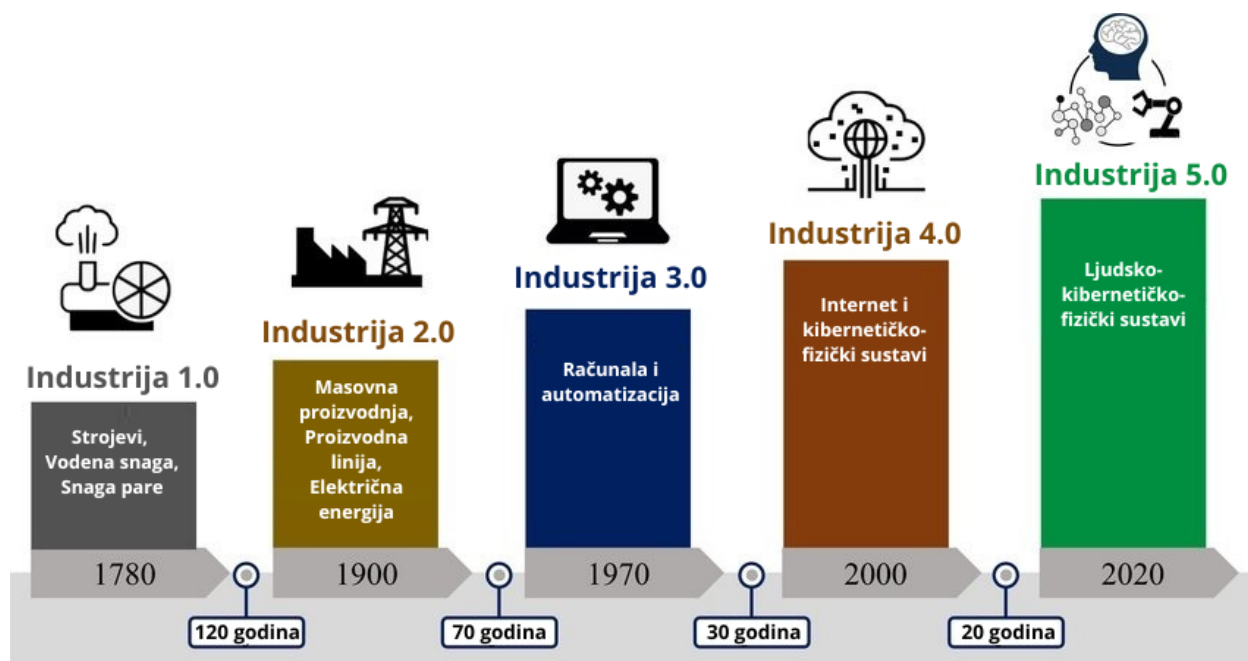 Industrija 1.0
Strojevi,
Vodena snaga,
Snaga pare
1780
120 godina
Industrija 2.0
Masovna
proizvodnja,
Proizvodna
linija,
Električna
energija
1900
70 godina
Industrija 3.0
Računala i
automatizacija
1970
30 godina
Industrija 4.0
Internet i
kibernetičko-
fizički sustavi
2000
20 godina
Industrija 5.0
Ljudsko-
kibernetičko-
fizički sustavi
2020